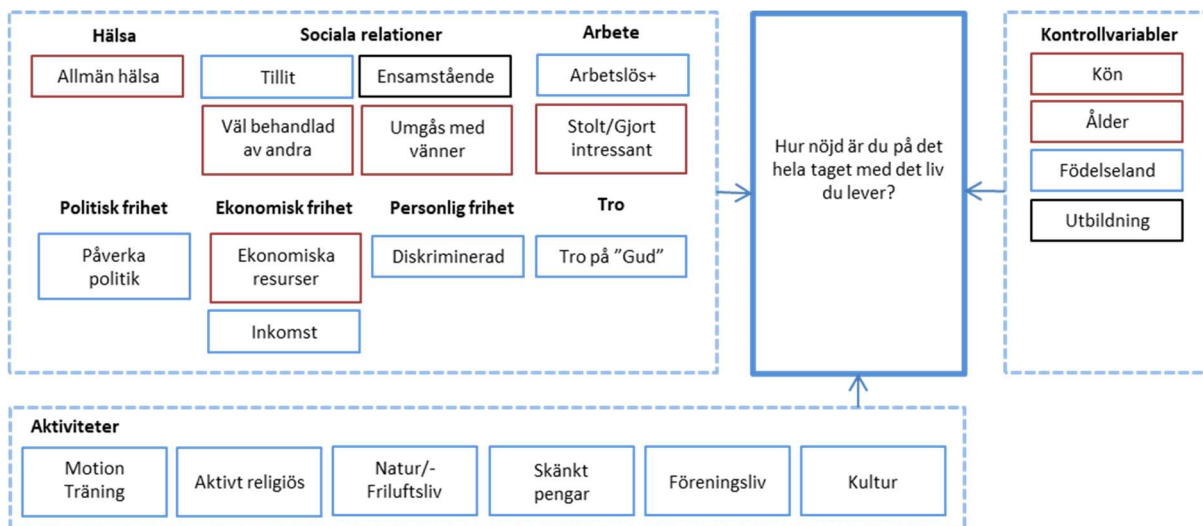 Hälsa
Sociala relationer
Arbete
Allmän hälsa
Tillit
Ensamstående
Arbetslös+
Väl behandlad
av andra
Umgås med
vänner
Stolt/Gjort
intressant
Politisk frihet
Ekonomisk frihet
Personlig frihet
Tro
Påverka
politik
Ekonomiska
resurser
Diskriminerad
Tro på ”Gud”
Inkomst
Hur nöjd är du på det
hela taget med det liv
du lever?
Kontrollvariabler
Kön
Ålder
Födelseland
Utbildning
Aktiviteter
Motion
Träning
Aktivt religiös
Natur/-
Friluftsliv
Skänkt
pengar
Föreningsliv
Kultur